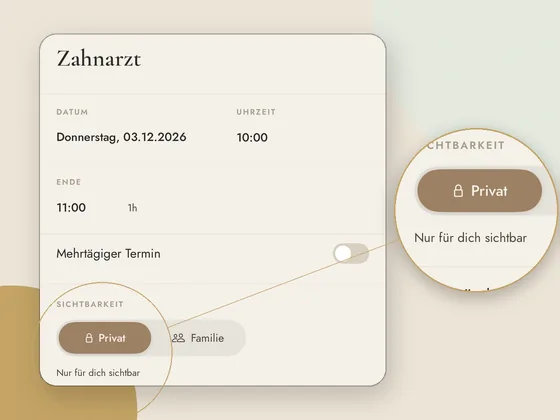 Zahnarzt
DATUM
UHRZEIT
Donnerstag, 03.12.2026
10:00
ENDE
11:00
1h
Mehrtägiger Termin
SICHTBARKEIT
Privat
Familie
Nur für dich sichtbar
CHTBARKEIT
Privat
Nur für dich sichtbar